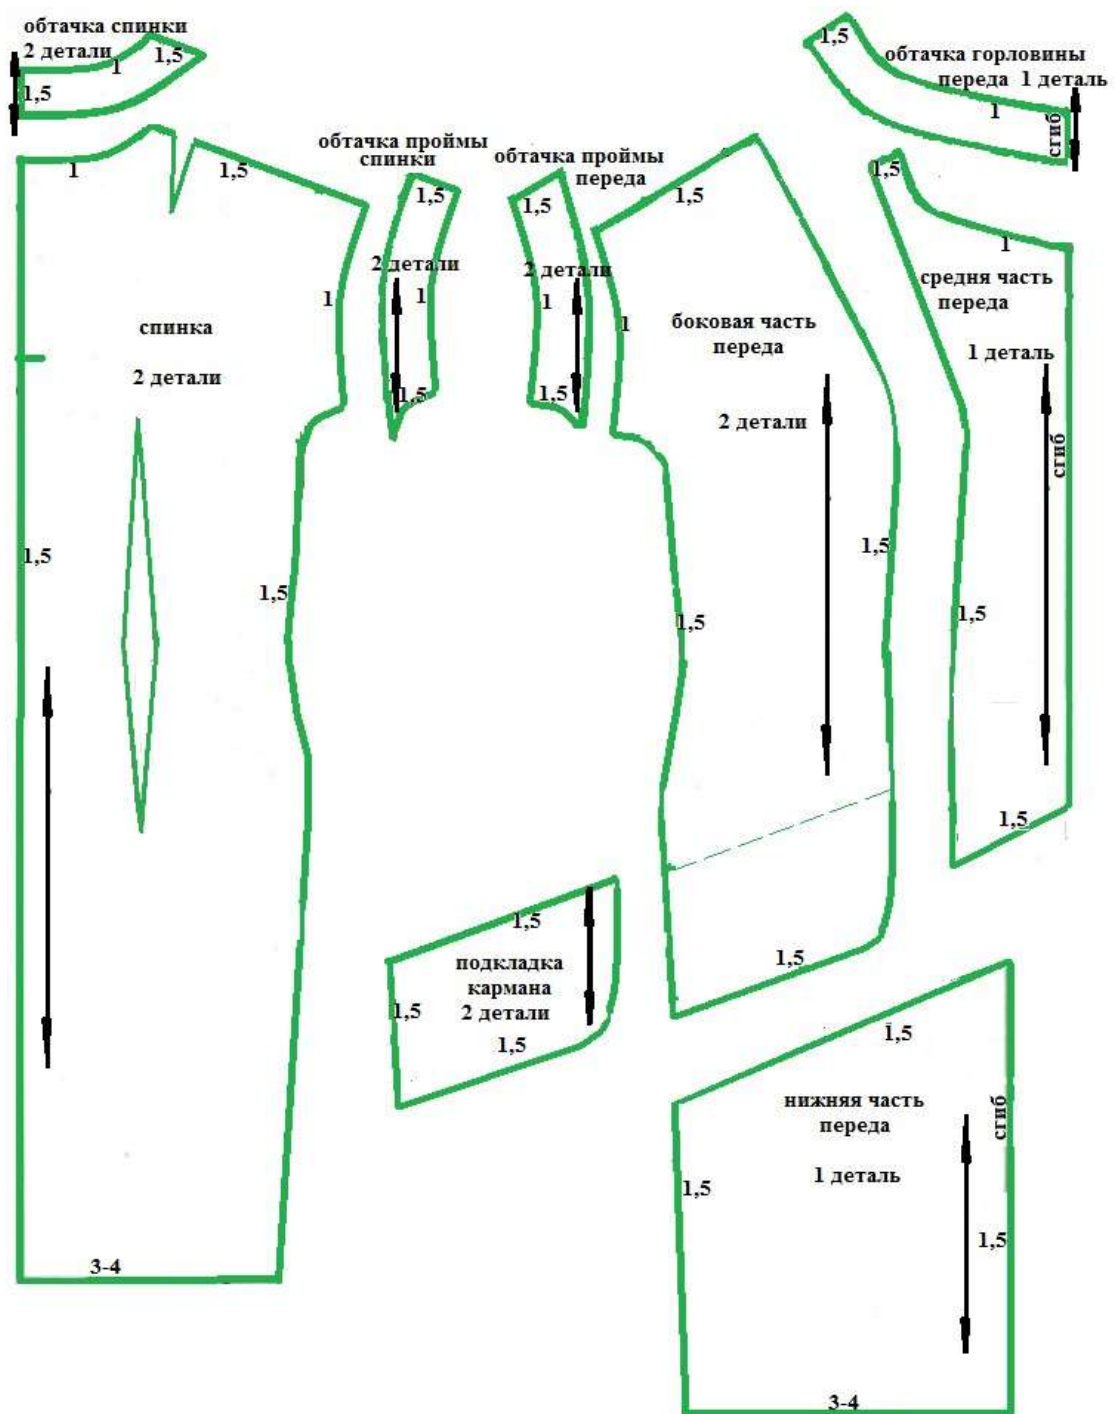 обтачка спинки
2 детали
1
1,5
1,5
1
1,5
спинка
2 детали
1
1,5
1,5
3-4
обтачка проймы
спинки
1,5
2 детали
1
1,5
обтачка проймы
переда
1,5
2 детали
1
1,5
1,5
1
боковая часть
переда
2 детали
1,5
1,5
1,5
1,5
обтачка горловины
переда 1 деталь
1
сгиб
1,5
1
средня часть
переда
1 деталь
сгиб
1,5
1,5
1,5
подкладка
кармана
2 детали
1,5
1,5
1,5
нижняя часть
переда
1 деталь
сгиб
1,5
1,5
3-4